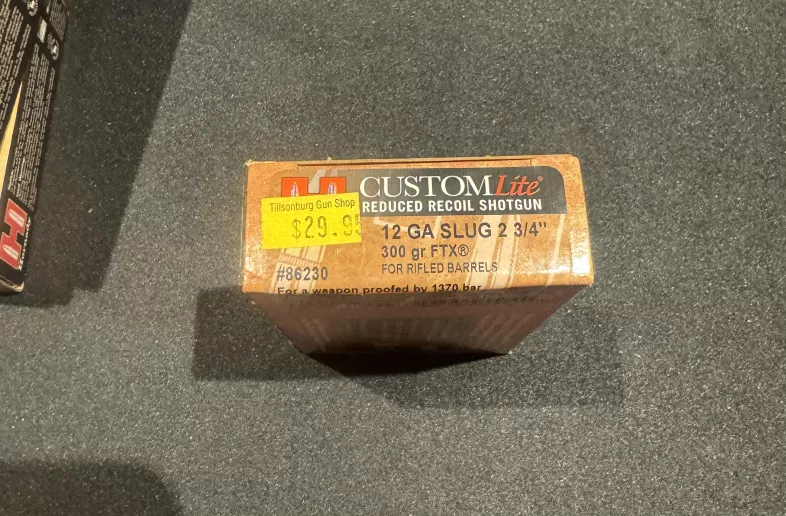 CUSTOM Lite®
REDUCED RECOIL SHOTGUN
Tillsonburg Gun Shop
$29.95
12 GA SLUG 2 3/4"
300 gr FTX®
#86230
FOR RIFLED BARRELS
For a weapon proofed by 1370 bar
H